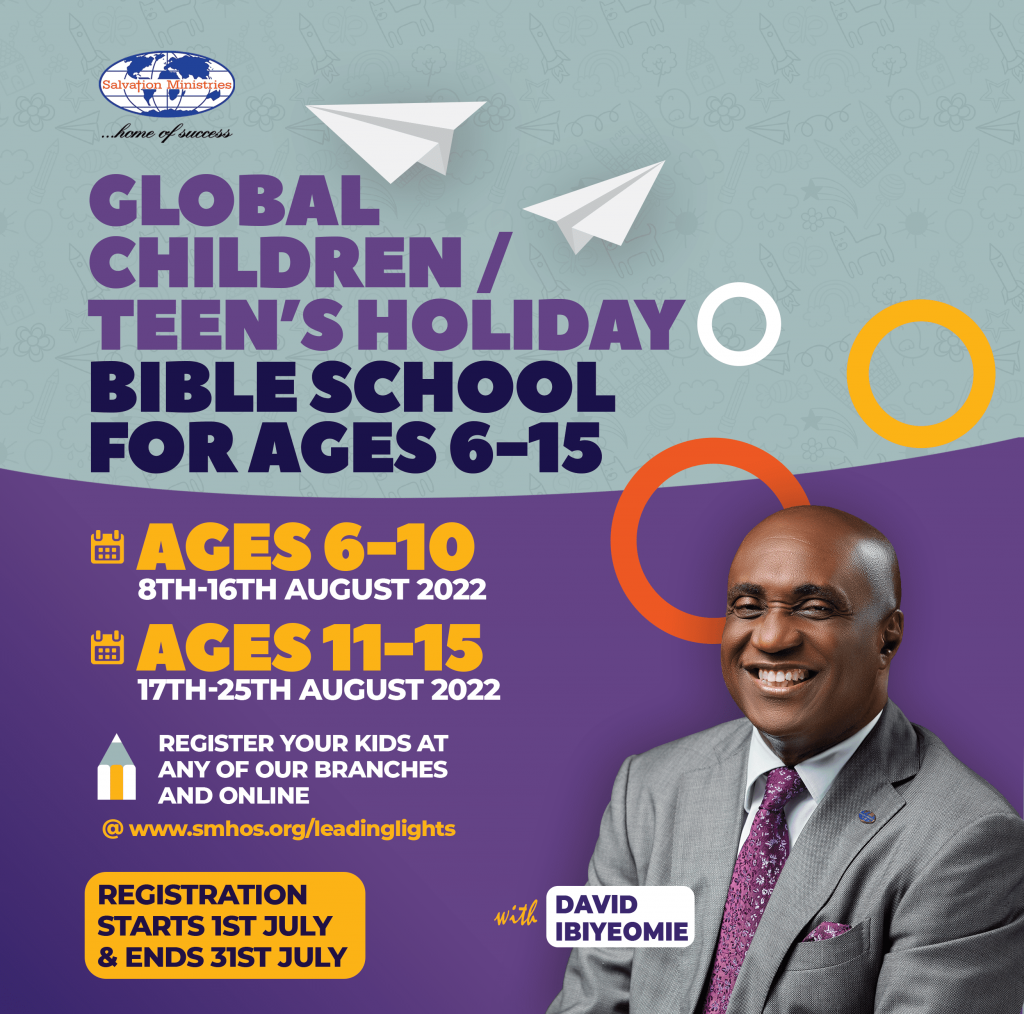 Salvation Ministries
...home of success
GLOBAL
CHILDREN /
TEEN'S HOLIDAY
BIBLE SCHOOL
FOR AGES 6-15
AGES 6-10
8TH-16TH AUGUST 2022
AGES 11-15
17TH-25TH AUGUST 2022
REGISTER YOUR KIDS AT
ANY OF OUR BRANCHES
AND ONLINE
@ www.smhos.org/leadinglights
REGISTRATION
STARTS 1ST JULY
& ENDS 31ST JULY
with
DAVID
IBIYEOMIE